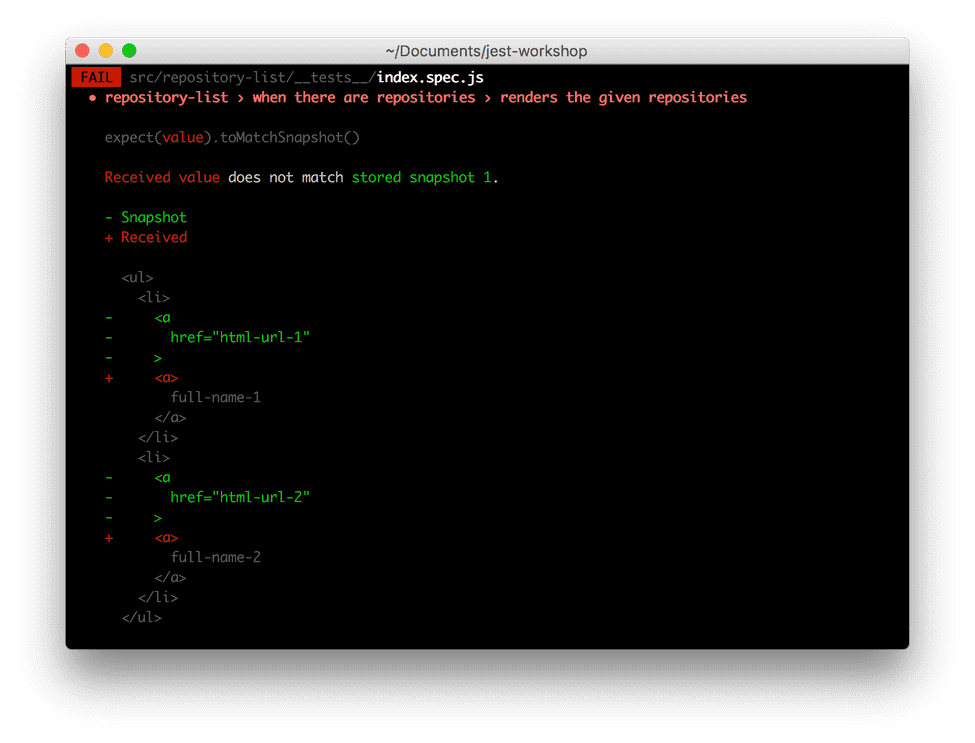 ~/Documents/jest-workshop
FAIL src/repository-list/__tests__/index.spec.js
● repository-list › when there are repositories › renders the given repositories
expect(value).toMatchSnapshot()
Received value does not match stored snapshot 1.
- Snapshot
+ Received
<ul>
<li>
- <a
- href="html-url-1"
- >
+ <a>
full-name-1
</a>
</li>
<li>
- <a
- href="html-url-2"
- >
+ <a>
full-name-2
</a>
</li>
</ul>